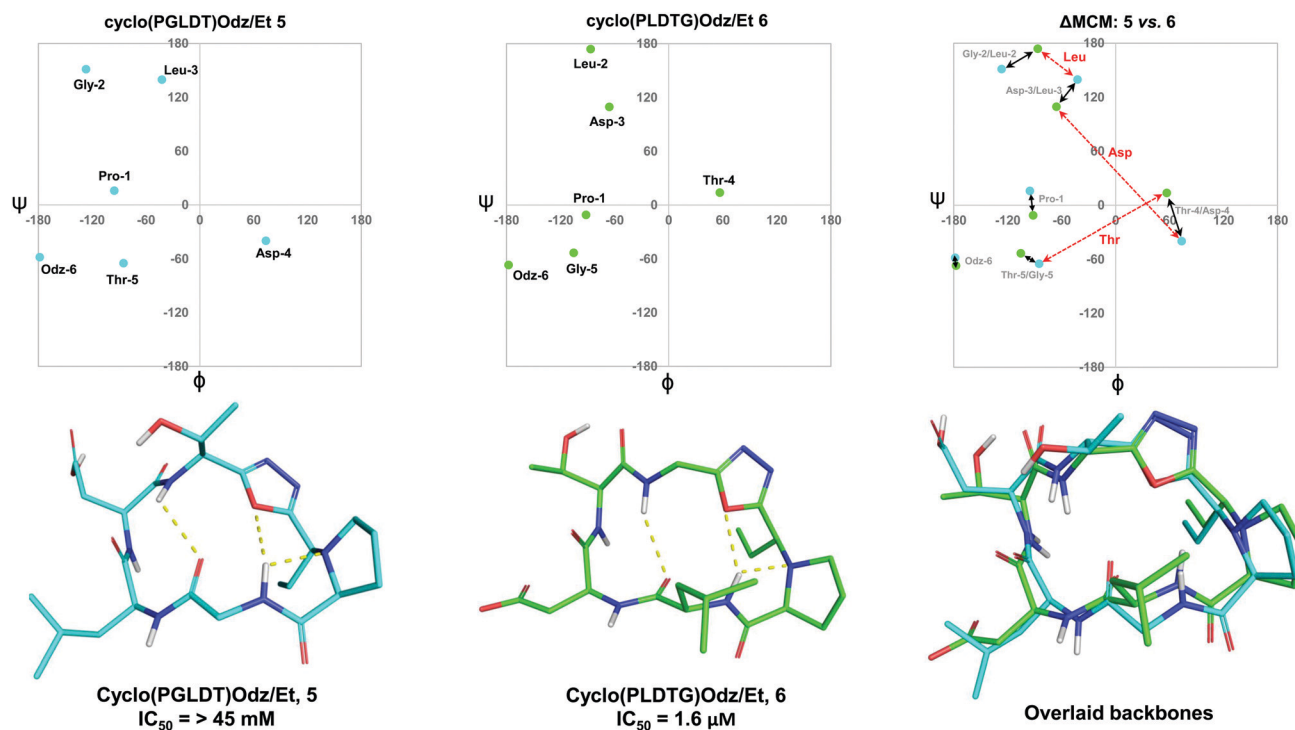 cyclo(PGLDT)Odz/Et 5
180
120
60
0
-60
-120
-180
-180
-120
-60
0
60
120
180
Ψ
ϕ
Gly-2
Leu-3
Pro-1
Asp-4
Odz-6
Thr-5
cyclo(PLDTG)Odz/Et 6
180
120
60
0
-60
-120
-180
-180
-120
-60
0
60
120
180
Ψ
ϕ
Leu-2
Asp-3
Thr-4
Pro-1
Gly-5
Odz-6
ΔMCM: 5 vs. 6
180
120
60
0
-60
-120
-180
-180
-120
-60
0
60
120
180
Ψ
ϕ
Gly-2/Leu-2
Leu
Asp-3/Leu-3
Asp
Pro-1
Thr-4/Asp-4
Thr
Odz-6
Thr-5/Gly-5
Cyclo(PGLDT)Odz/Et, 5
IC50 = > 45 mM
Cyclo(PLDTG)Odz/Et, 6
IC50 = 1.6 μM
Overlaid backbones